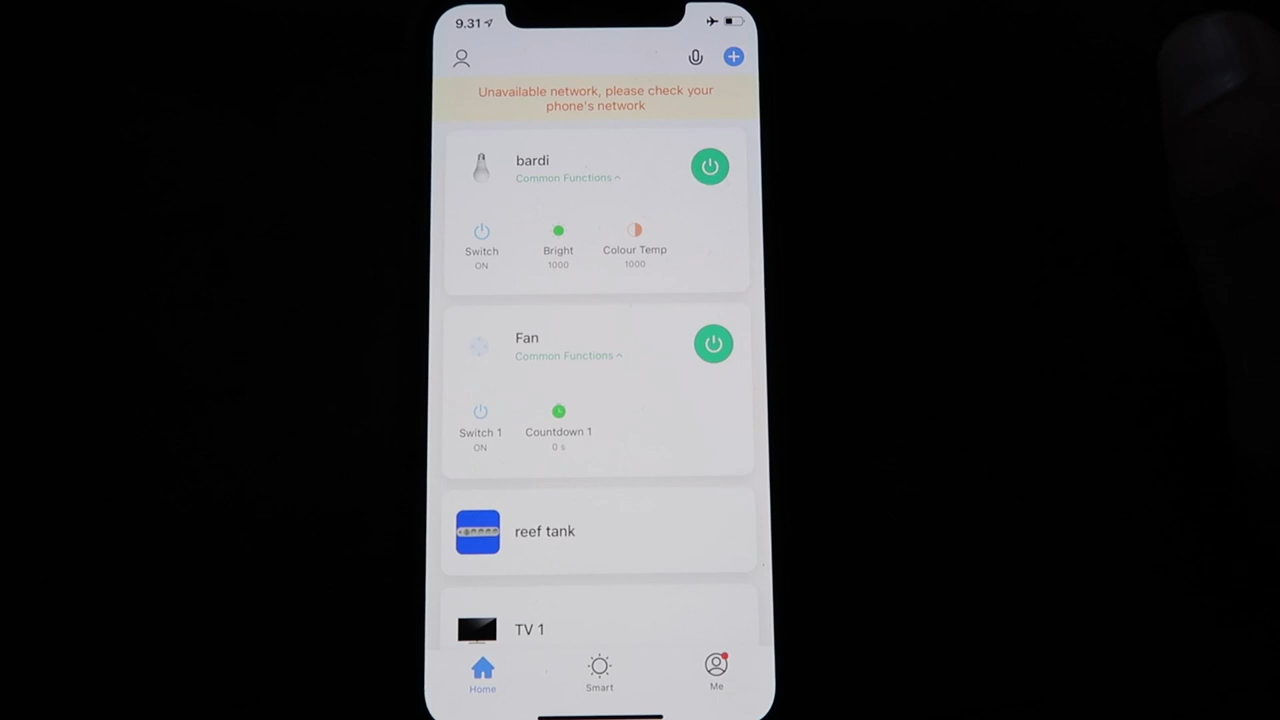 9.31
Unavailable network, please check your
phone's network
bardi
Common Functions
Switch Bright Colour Temp
ON 1000 1000
Fan
Common Functions
Switch 1 Countdown 1
ON 0 s
reef tank
TV 1
Home Smart Me